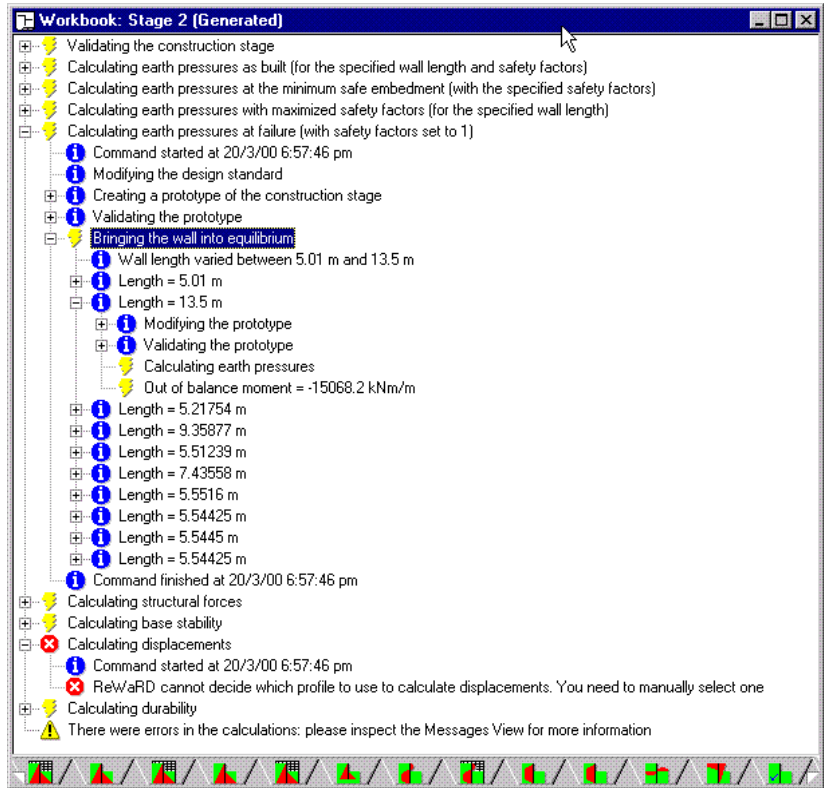 Workbook: Stage 2 (Generated)
Validating the construction stage
Calculating earth pressures as built (for the specified wall length and safety factors)
Calculating earth pressures at the minimum safe embedment (with the specified safety factors)
Calculating earth pressures with maximized safety factors (for the specified wall length)
Calculating earth pressures at failure (with safety factors set to 1)
Command started at 20/3/00 6:57:46 pm
Modifying the design standard
Creating a prototype of the construction stage
Validating the prototype
Bringing the wall into equilibrium
Wall length varied between 5.01 m and 13.5 m
Length = 5.01 m
Length = 13.5 m
Modifying the prototype
Validating the prototype
Calculating earth pressures
Out of balance moment = -15068.2 kNm/m
Length = 5.21754 m
Length = 9.35877 m
Length = 5.51239 m
Length = 7.43558 m
Length = 5.5516 m
Length = 5.54425 m
Length = 5.5445 m
Length = 5.54425 m
Command finished at 20/3/00 6:57:46 pm
Calculating structural forces
Calculating base stability
Calculating displacements
Command started at 20/3/00 6:57:46 pm
ReWaRD cannot decide which profile to use to calculate displacements. You need to manually select one
Calculating durability
There were errors in the calculations: please inspect the Messages View for more information